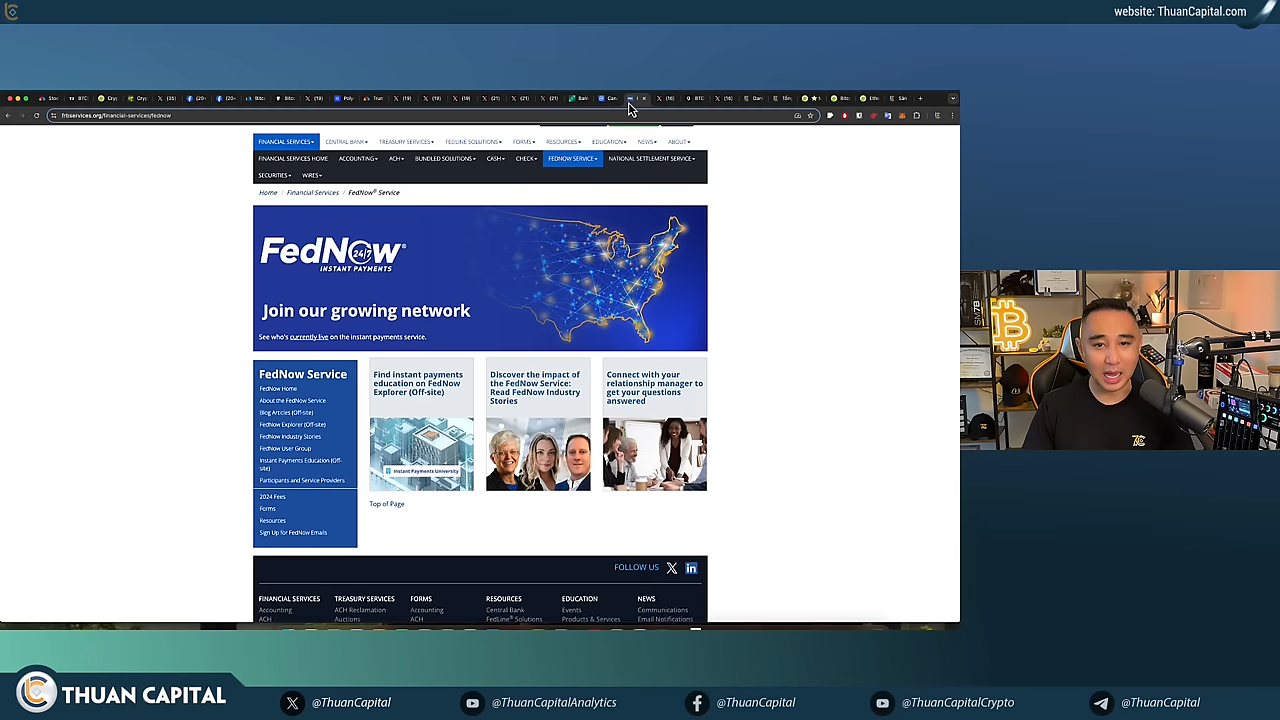 website: ThuanCapital.com
frbservices.org/financial-services/fednow
FINANCIAL SERVICES CENTRAL BANK TREASURY SERVICES FEDLINE SOLUTIONS FORMS RESOURCES EDUCATION NEWS ABOUT
FINANCIAL SERVICES HOME ACCOUNTING ACH BUNDLED SOLUTIONS CASH CHECK FEDNOW SERVICE NATIONAL SETTLEMENT SERVICE
SECURITIES WIRES
Home / Financial Services / FedNow® Service
FedNow®
24/7
INSTANT PAYMENTS
Join our growing network
See who's currently live on the instant payments service.
FedNow Service
FedNow Home
About the FedNow Service
Blog Articles (Off-site)
FedNow Explorer (Off-site)
FedNow Industry Stories
FedNow User Group
Instant Payments Education (Off-
site)
Participants and Service Providers
2024 Fees
Forms
Resources
Sign Up for FedNow Emails
Find instant payments
education on FedNow
Explorer (Off-site)
Instant Payments University
Discover the impact of
the FedNow Service:
Read FedNow Industry
Stories
Connect with your
relationship manager to
get your questions
answered
Top of Page
FOLLOW US
FINANCIAL SERVICES TREASURY SERVICES FORMS RESOURCES EDUCATION NEWS
Accounting ACH Reclamation Accounting Central Bank Events Communications
ACH Auctions ACH FedLine® Solutions Products & Services Email Notifications
SM7B
THUAN CAPITAL
@ThuanCapital
@ThuanCapitalAnalytics
@ThuanCapital
@ThuanCapitalCrypto
@ThuanCapital